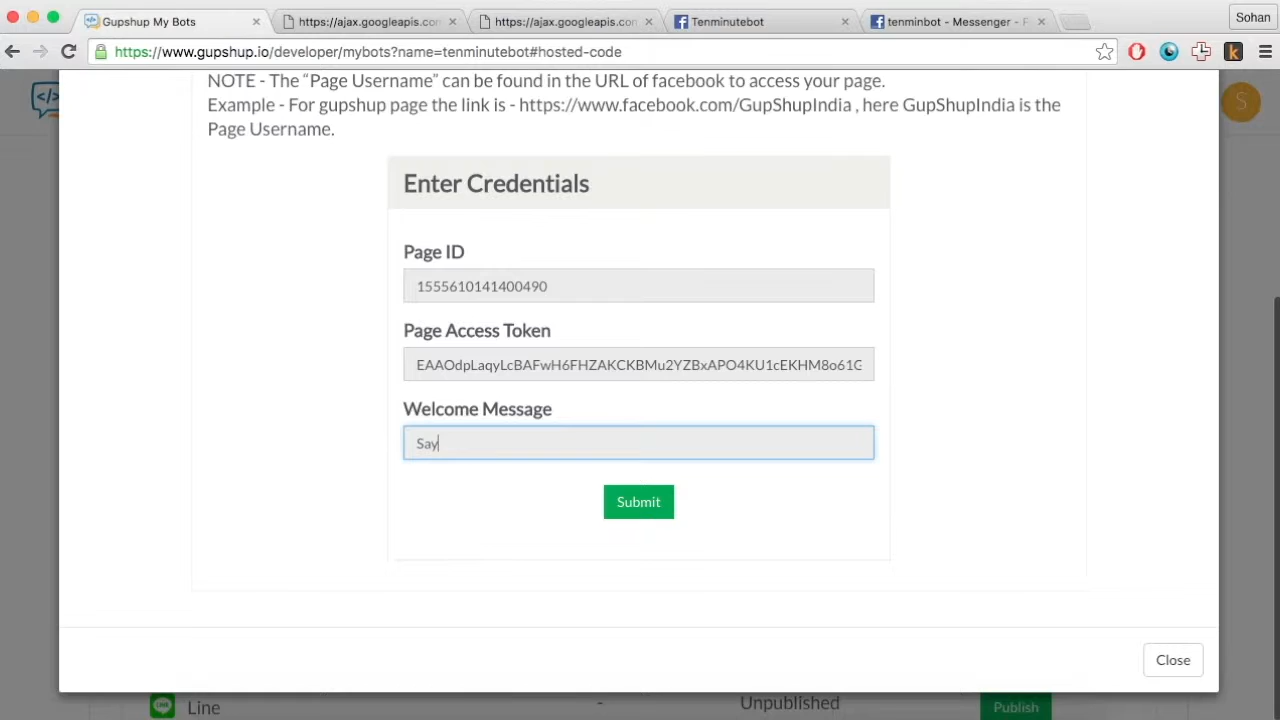 Gupshup My Bots
https://ajax.googleapis.com
https://ajax.googleapis.com
Tenminutebot
tenminbot - Messenger - F
Sohan
https://www.gupshup.io/developer/mybots?name=tenminutebot#hosted-code
NOTE - The “Page Username” can be found in the URL of facebook to access your page.
Example - For gupshup page the link is - https://www.facebook.com/GupShupIndia , here GupShupIndia is the
Page Username.
S
Enter Credentials
Page ID
1555610141400490
Page Access Token
EAAOdpLaqyLcBAFwH6FHZAKCKBMu2YZBxAPO4KU1cEKHM8o61G
Welcome Message
Say
Submit
Close
LINE
Line
-
Unpublished
Publish